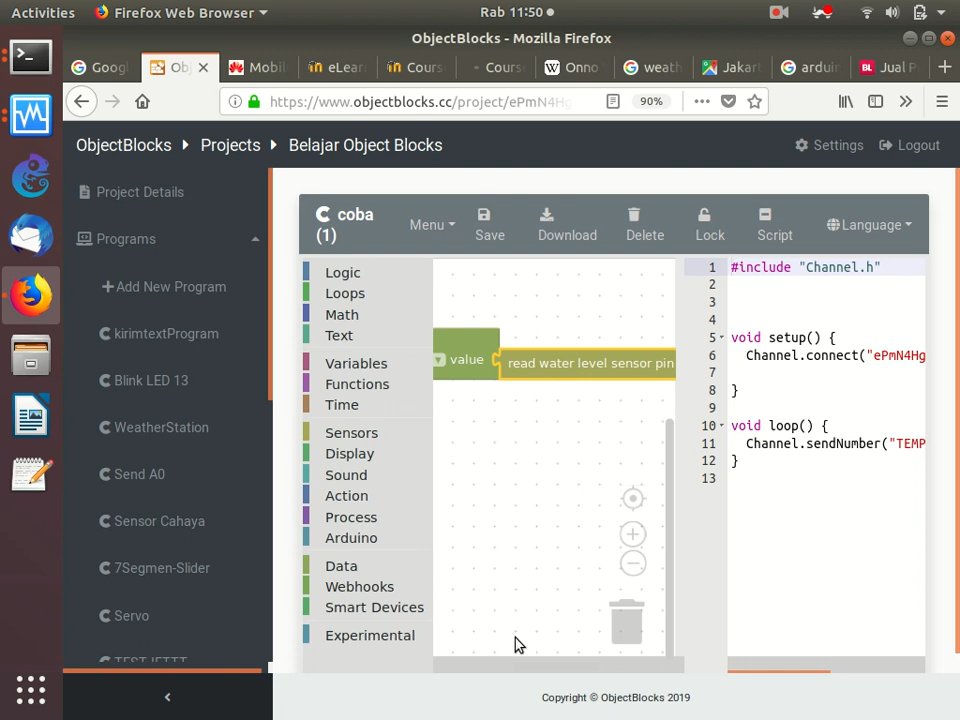 Activities
Firefox Web Browser
Rab 11:50
ObjectBlocks - Mozilla Firefox
Googl
Obj
Mobil
eLear
Cours
Cours
Onno
weath
Jakar
arduin
Jual P
https://www.objectblocks.cc/project/ePmN4Hg
90%
ObjectBlocks
Projects
Belajar Object Blocks
Settings
Logout
Project Details
Programs
Add New Program
kirimtextProgram
Blink LED 13
WeatherStation
Send A0
Sensor Cahaya
7Segmen-Slider
Servo
TEST IFTTT
coba
(1)
Menu
Save
Download
Delete
Lock
Script
Language
Logic
Loops
Math
Text
Variables
Functions
Time
Sensors
Display
Sound
Action
Process
Arduino
Data
Webhooks
Smart Devices
Experimental
value
read water level sensor pin
1 #include "Channel.h"
2
3
4
5 void setup() {
6 Channel.connect("ePmN4Hg
7
8 }
9
10 void loop() {
11 Channel.sendNumber("TEMP
12 }
13
Copyright © ObjectBlocks 2019